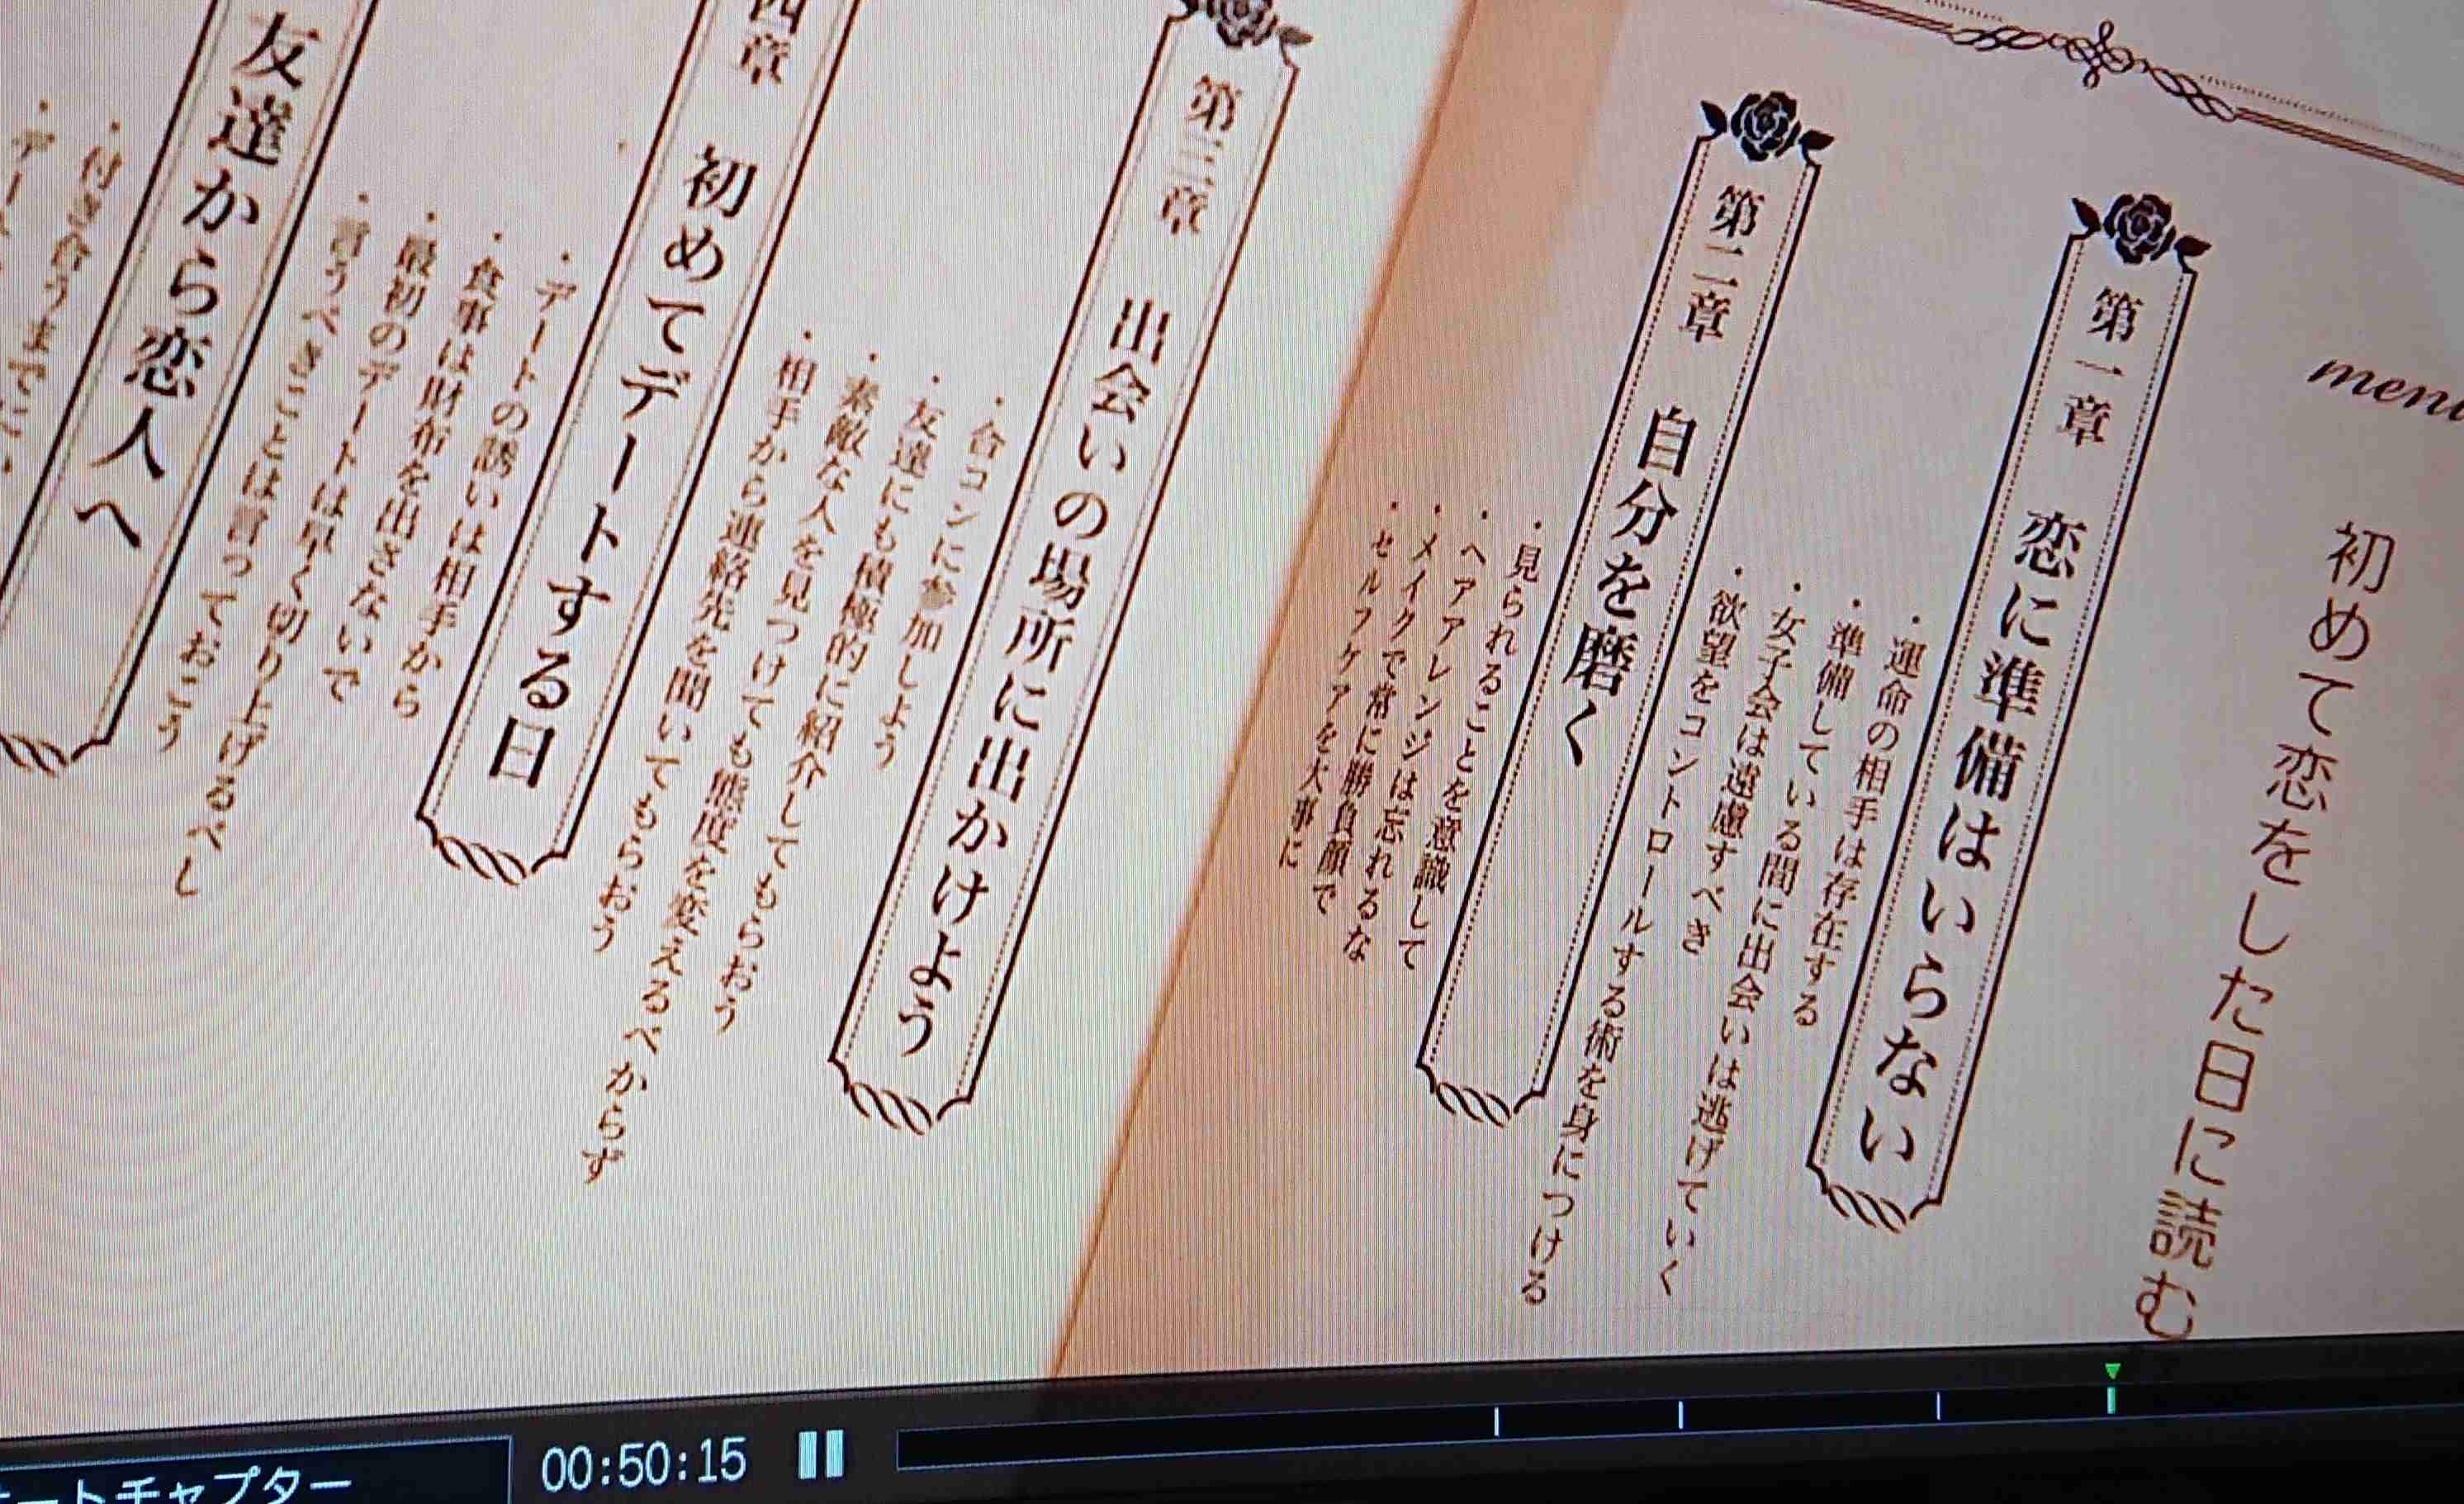 menu
初めて恋をした日に読む
第一章 恋に準備はいらない
・運命の相手は存在する
・準備している間に出会いは逃げていく
・女子会は遠慮すべき
・欲望をコントロールする術を身につける
第二章 自分を磨く
・見られることを意識して
・ヘアアレンジは忘れるな
・メイクで常に勝負顔で
・セルフケアを大事に
第三章 出会いの場所に出かけよう
・合コンに参加しよう
・友達にも積極的に紹介してもらおう
・素敵な人を見つけても態度を変えるべからず
・相手から連絡先を聞いてもらおう
四章 初めてデートする日
・デートの誘いは相手から
・食事は財布を出さないで
・最初のデートは早く切り上げるべし
・言うべきことは言っておこう
友達から恋人へ
・付き合うまでに
・デー
ートチャプター
00:50:15